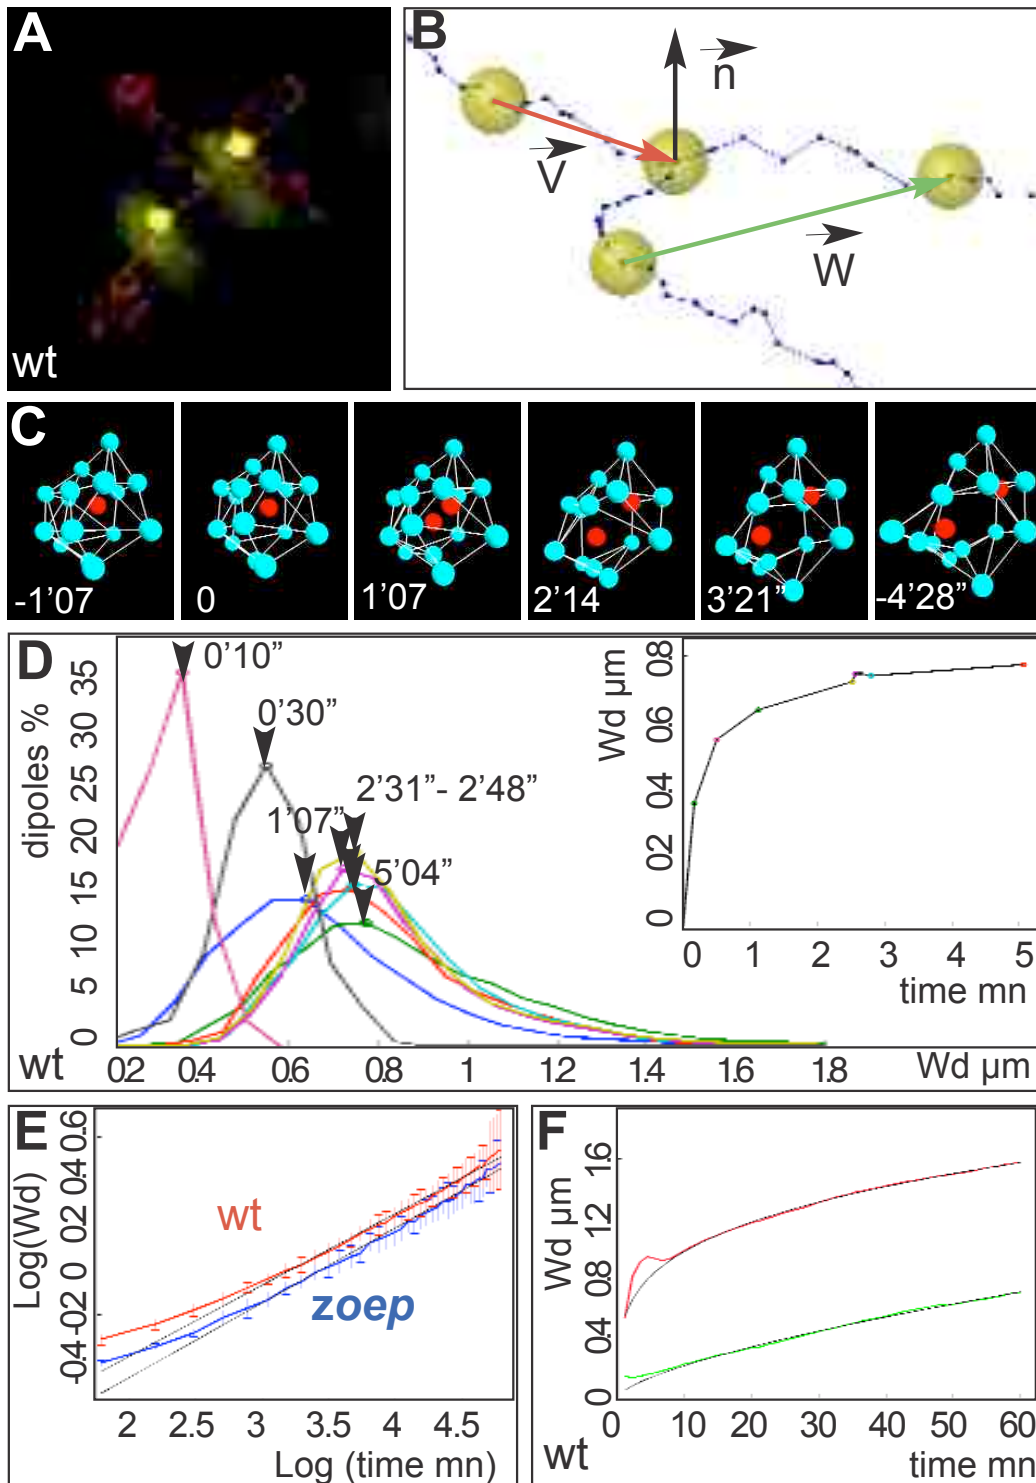 A
wt
B
n
V
W
C
-1'07
0
1'07
2'14
3'21"
-4'28"
D
0'10"
0'30"
1'07"
2'31"- 2'48"
5'04"
dipoles %
0 5 10 15 20 25 30 35
wt
0.2 0.4 0.6 0.8 1 1.2 1.4 1.6 1.8 Wd µm
Wd µm
0 02 0.4 0.6 0.8
0 1 2 3 4 5
time mn
E
Log(Wd)
-0.4 -02 0 02 0.4 0.6
wt
zoep
2 2.5 3 3.5 4 4.5
Log (time mn)
F
Wd µm
0 04 0.8 12 1.6
0 10 20 30 40 50 60
wt
time mn